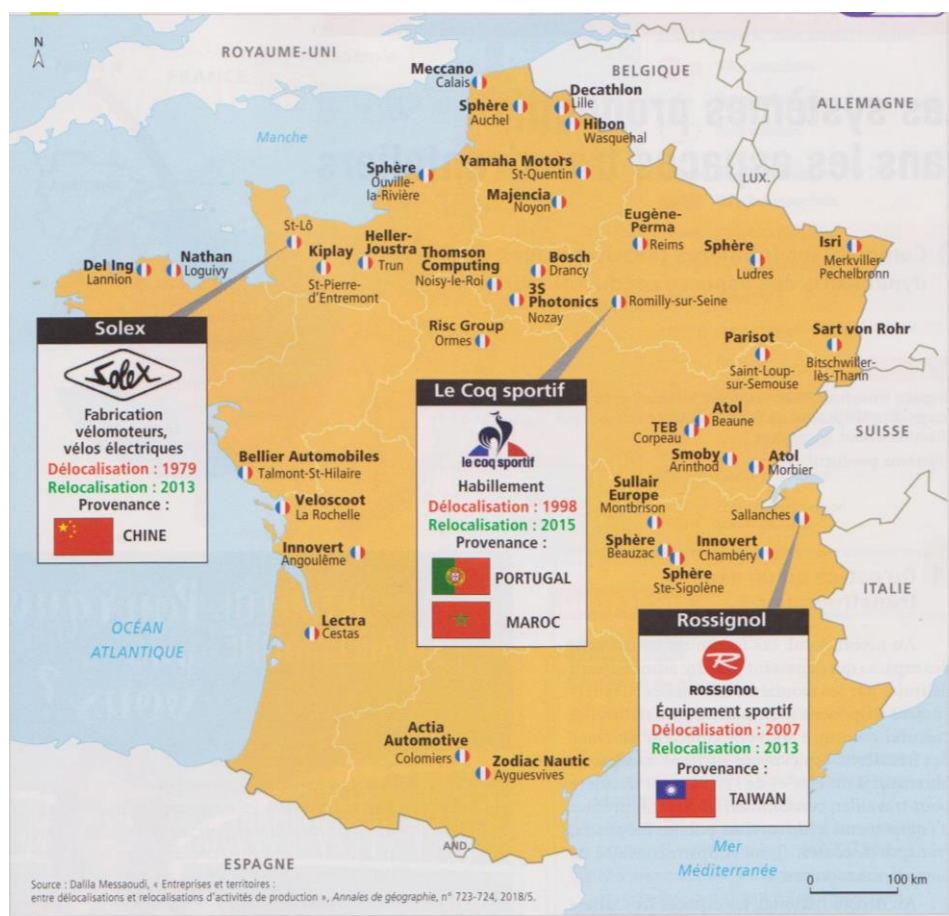 N
ROYAUME-UNI
BELGIQUE
ALLEMAGNE
LUX.
SUISSE
ITALIE
ESPAGNE
AND.
Manche
OCÉAN
ATLANTIQUE
Mer
Méditerranée
Meccano
Calais
Sphère
Auchel
Decathlon
Lille
Hibon
Wasquehal
Sphère
Ouville-
la-Rivière
Yamaha Motors
St-Quentin
Majencia
Noyon
Eugène-
Perma
Reims
Sphère
Ludres
Isri
Merkviller-
Pechelbronn
St-Lô
Del Ing
Lannion
Nathan
Loguivy
Kiplay
St-Pierre-
d'Entremont
Heller-
Joustra
Trun
Thomson
Computing
Noisy-le-Roi
Bosch
Drancy
3S
Photonics
Nozay
Romilly-sur-Seine
Risc Group
Ormes
Parisot
Saint-Loup-
sur-Semouse
Sart von Rohr
Bitschwiller-
lès-Thann
Atol
Beaune
TEB
Corpeau
Smoby
Arinthod
Atol
Morbier
Sullair
Europe
Montbrison
Sallanches
Sphère
Beauzac
Sphère
Ste-Sigolène
Innovert
Chambéry
Bellier Automobiles
Talmont-St-Hilaire
Veloscoot
La Rochelle
Innovert
Angoulême
Lectra
Cestas
Actia
Automotive
Colomiers
Zodiac Nautic
Ayguesvives
Solex
Solex
Fabrication
vélomoteurs,
vélos électriques
Délocalisation : 1979
Relocalisation : 2013
Provenance :
CHINE
Le Coq sportif
le coq sportif
Habillement
Délocalisation : 1998
Relocalisation : 2015
Provenance :
PORTUGAL
MAROC
Rossignol
R
ROSSIGNOL
Équipement sportif
Délocalisation : 2007
Relocalisation : 2013
Provenance :
TAIWAN
0 100 km
Source : Dalila Messaoudi, « Entreprises et territoires :
entre délocalisations et relocalisations d'activités de production », Annales de géographie, n° 723-724, 2018/5.